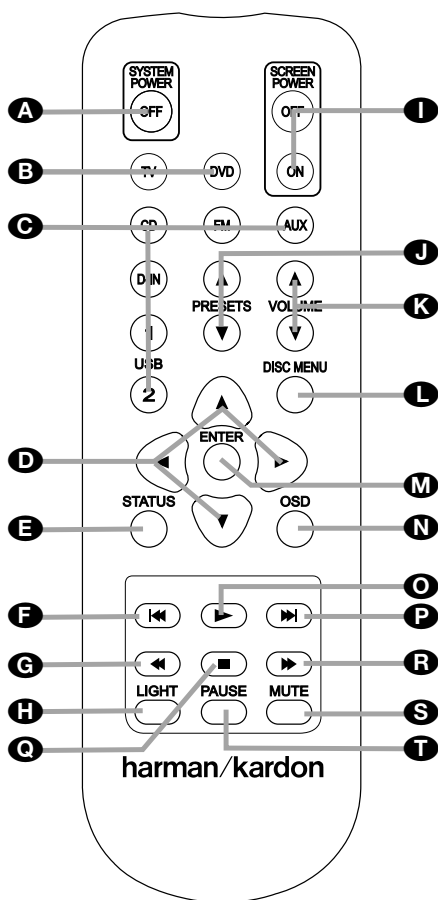 SYSTEM SCREEN
POWER POWER
A OFF OFF I
B TV DVD ON
C CD FM AUX
D-IN J
PRESETS VOLUME K
1
USB DISC MENU
2 L
D ENTER
M
STATUS OSD
E N
O
F P
G R
LIGHT PAUSE MUTE
H S
Q T
harman/kardon